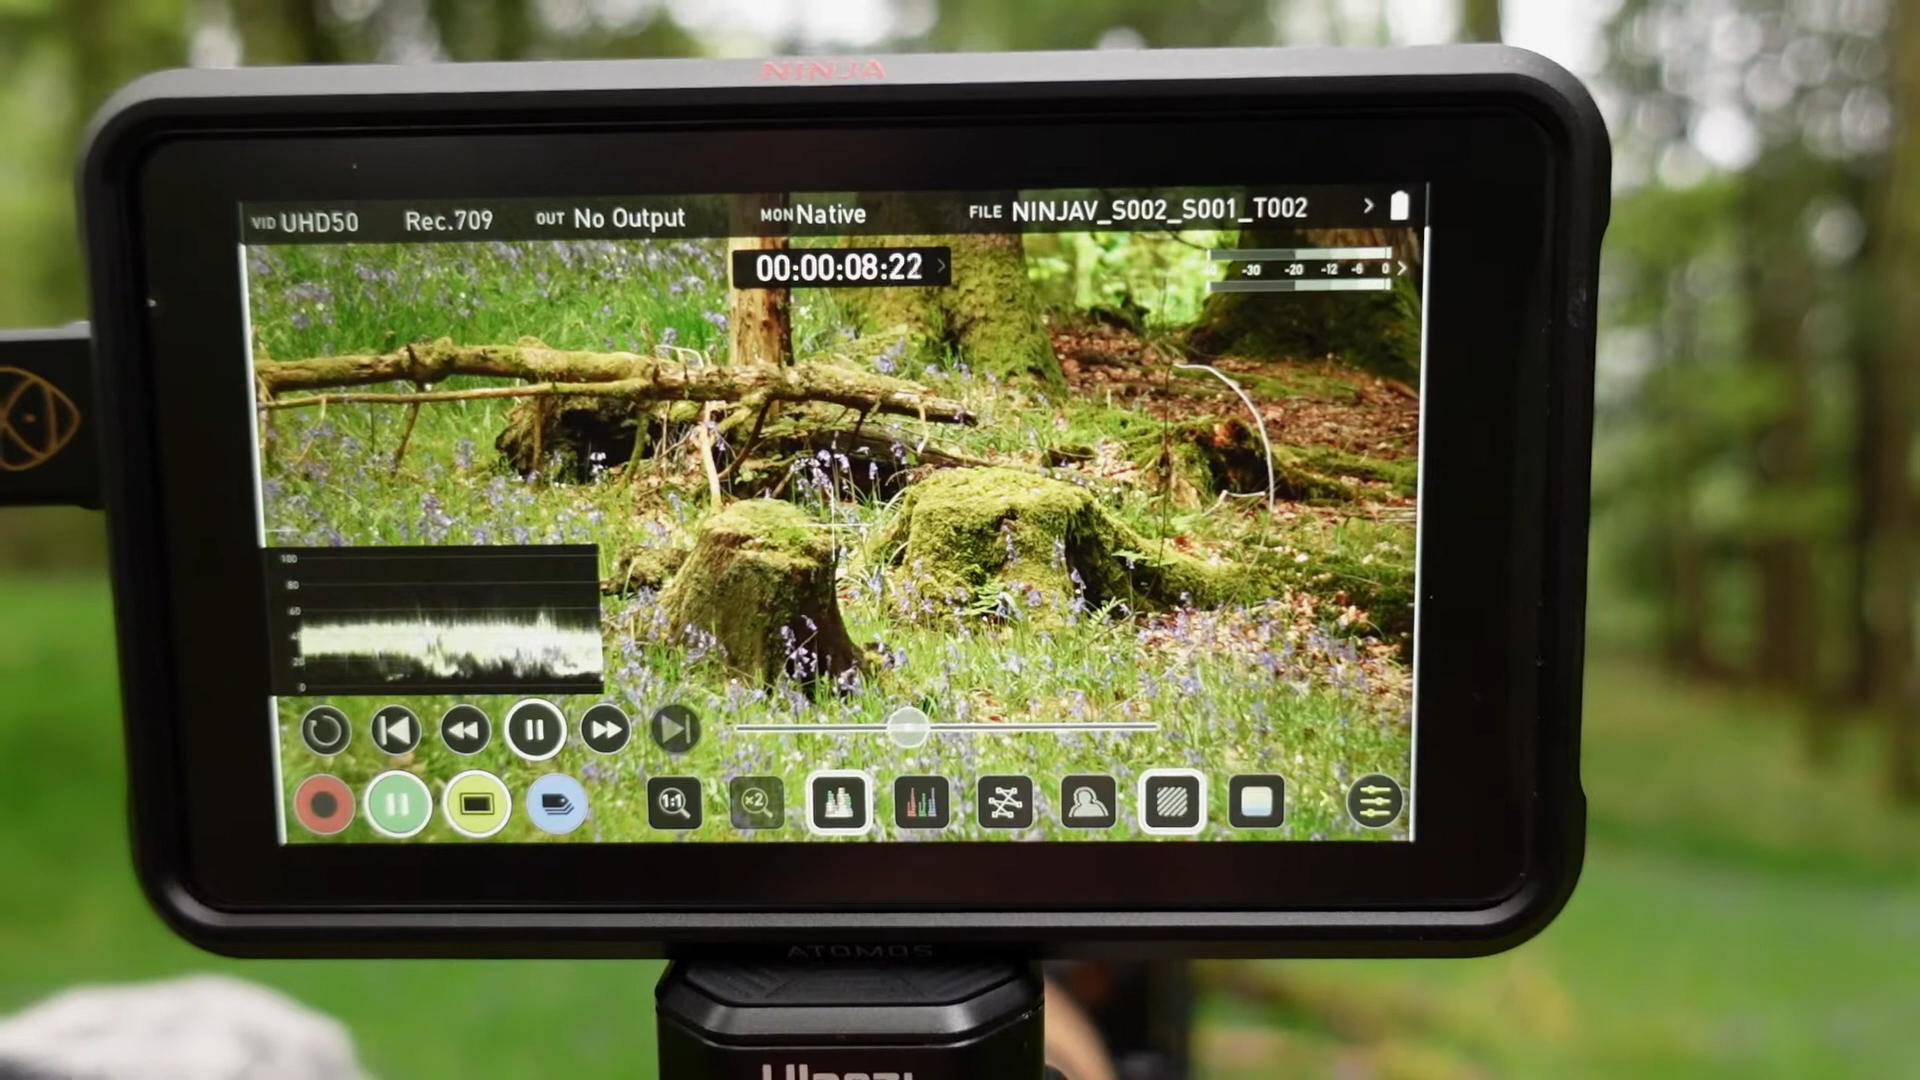 NINJA
VID UHD50 Rec.709 OUT No Output MON Native FILE NINJAV_S002_S001_T002 >
00:00:08:22 >
-30 -20 -12 -6 0 >
100
80
60
20
0
1:1 x2
ATOMOS